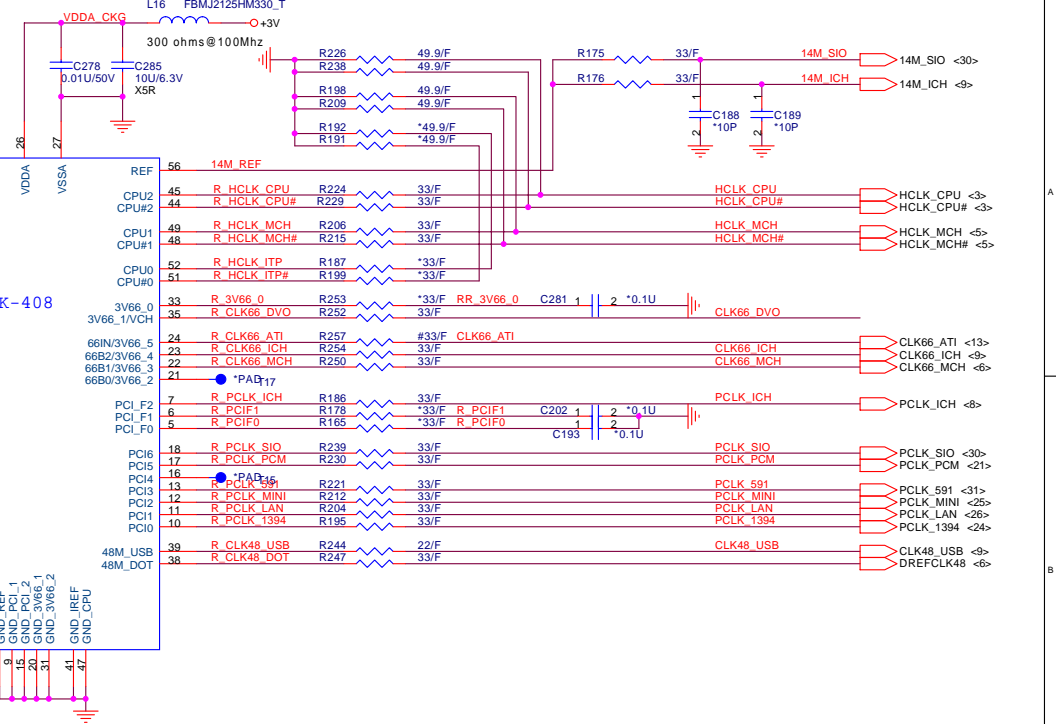 L16 FBMJ2125HM330_T
VDDA_CKG
+3V
300 ohms@100Mhz
C278
0.01U/50V
C285
10U/6.3V
X5R
26
27
VDDA
VSSA
R226 49.9/F
R238 49.9/F
R198 49.9/F
R209 49.9/F
R192 *49.9/F
R191 *49.9/F
R175 33/F 14M_SIO 14M_SIO <30>
R176 33/F 14M_ICH 14M_ICH <9>
1 1
C188
*10P
C189
*10P
2 2
REF 56 14M_REF
CPU2 45 R_HCLK_CPU R224 33/F HCLK_CPU HCLK_CPU <3>
CPU#2 44 R_HCLK_CPU# R229 33/F HCLK_CPU# HCLK_CPU# <3>
CPU1 49 R_HCLK_MCH R206 33/F HCLK_MCH HCLK_MCH <5>
CPU#1 48 R_HCLK_MCH# R215 33/F HCLK_MCH# HCLK_MCH# <5>
CPU0 52 R_HCLK_ITP R187 *33/F
CPU#0 51 R_HCLK_ITP# R199 *33/F
K-408
3V66_0 33 R_3V66_0 R253 *33/F RR_3V66_0 C281 1 2 *0.1U
3V66_1/VCH 35 R_CLK66_DVO R252 33/F CLK66_DVO
66IN/3V66_5 24 R_CLK66_ATI R257 #33/F CLK66_ATI CLK66_ATI <13>
66B2/3V66_4 23 R_CLK66_ICH R254 33/F CLK66_ICH CLK66_ICH <9>
66B1/3V66_3 22 R_CLK66_MCH R250 33/F CLK66_MCH CLK66_MCH <6>
66B0/3V66_2 21 *PAD T17
PCI_F2 7 R_PCLK_ICH R186 33/F PCLK_ICH PCLK_ICH <8>
PCI_F1 6 R_PCIF1 R178 *33/F R_PCIF1 C202 1 2 *0.1U
PCI_F0 5 R_PCIF0 R165 *33/F R_PCIF0 1 2
C193 *0.1U
PCI6 18 R_PCLK_SIO R239 33/F PCLK_SIO PCLK_SIO <30>
PCI5 17 R_PCLK_PCM R230 33/F PCLK_PCM PCLK_PCM <21>
PCI4 16 *PAD T15
PCI3 13 R_PCLK_591 R221 33/F PCLK_591 PCLK_591 <31>
PCI2 12 R_PCLK_MINI R212 33/F PCLK_MINI PCLK_MINI <25>
PCI1 11 R_PCLK_LAN R204 33/F PCLK_LAN PCLK_LAN <26>
PCI0 10 R_PCLK_1394 R195 33/F PCLK_1394 PCLK_1394 <24>
48M_USB 39 R_CLK48_USB R244 22/F CLK48_USB CLK48_USB <9>
48M_DOT 38 R_CLK48_DOT R247 33/F DREFCLK48 <6>
GND_REF
GND_PCI_1
GND_PCI_2
GND_3V66_1
GND_3V66_2
GND_IREF
GND_CPU
9
15
20
31
41
47
A
B